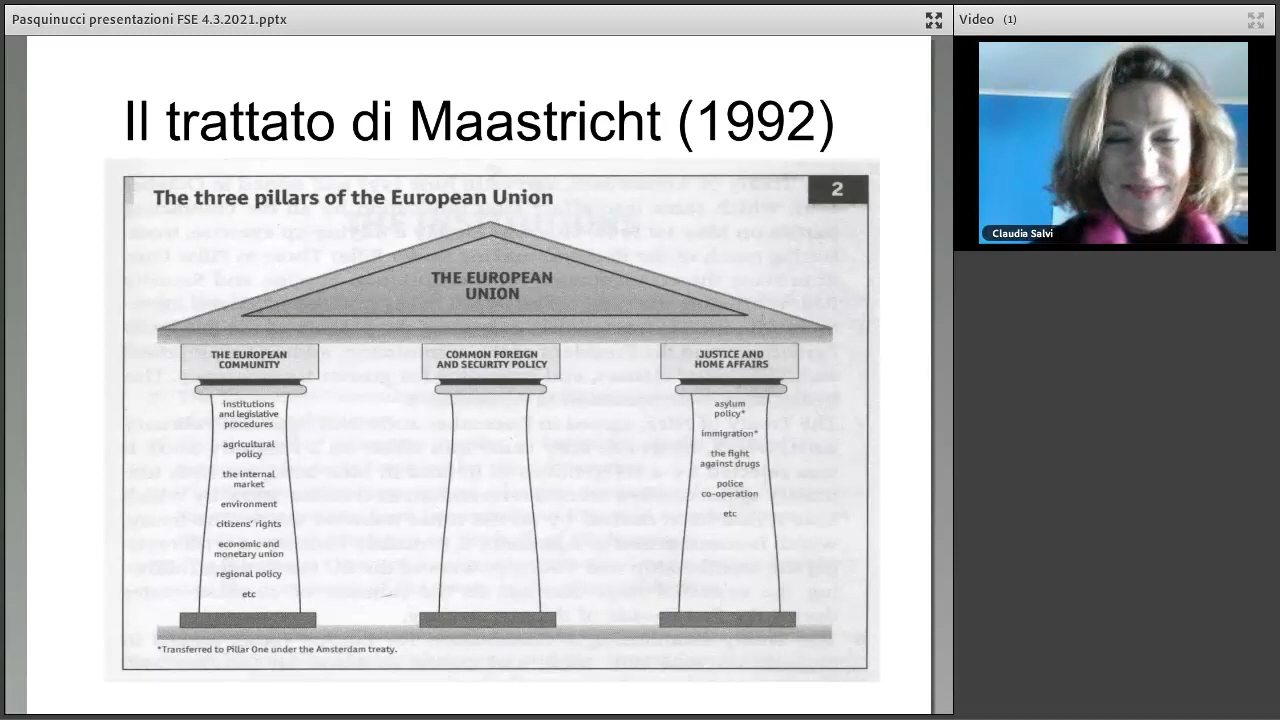 Pasquinucci presentazioni FSE 4.3.2021.pptx
Video (1)
Claudia Salvi
Il trattato di Maastricht (1992)
The three pillars of the European Union
2
THE EUROPEAN
UNION
THE EUROPEAN
COMMUNITY
institutions
and legislative
procedures
agricultural
policy
the internal
market
environment
citizens' rights
economic and
monetary union
regional policy
etc
COMMON FOREIGN
AND SECURITY POLICY
JUSTICE AND
HOME AFFAIRS
asylum
policy*
immigration*
the fight
against drugs
police
co-operation
etc
*Transferred to Pillar One under the Amsterdam treaty.